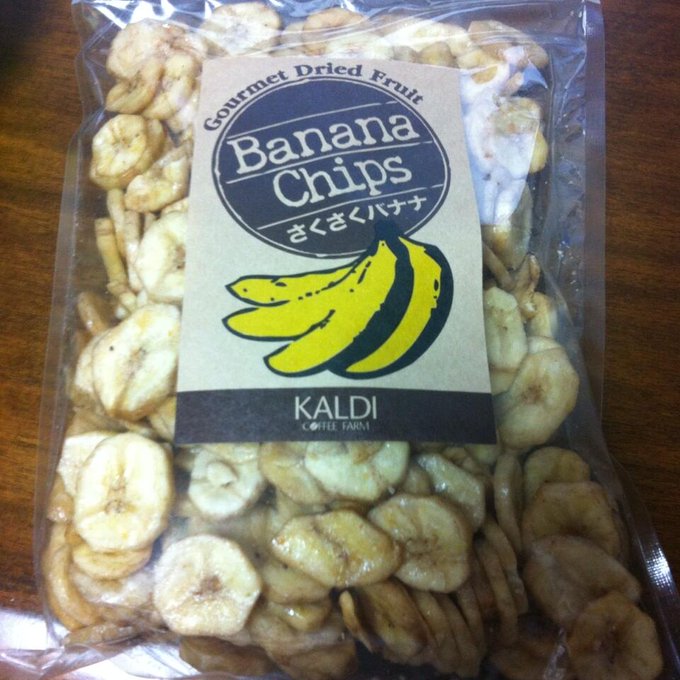 Gourmet Dried Fruit
Banana
Chips
さくさくバナナ
KALDI
COFFEE FARM